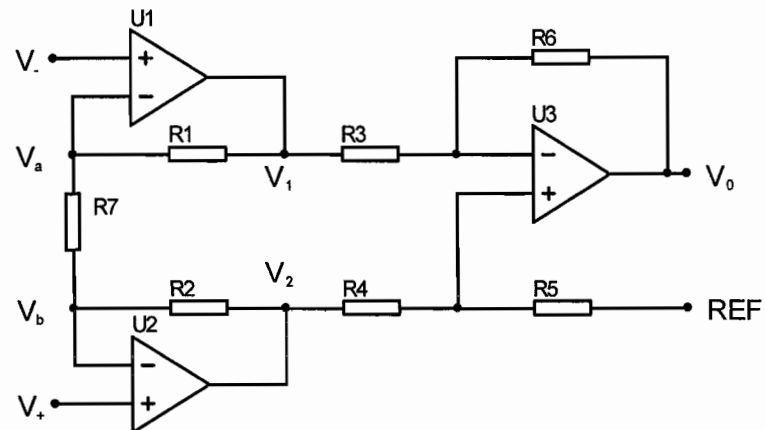 U1
R6
V-
+
−
U3
R1
R3
Va
V1
−
+
V0
R7
V2
R2
R4
R5
REF
Vb
U2
−
V+
+